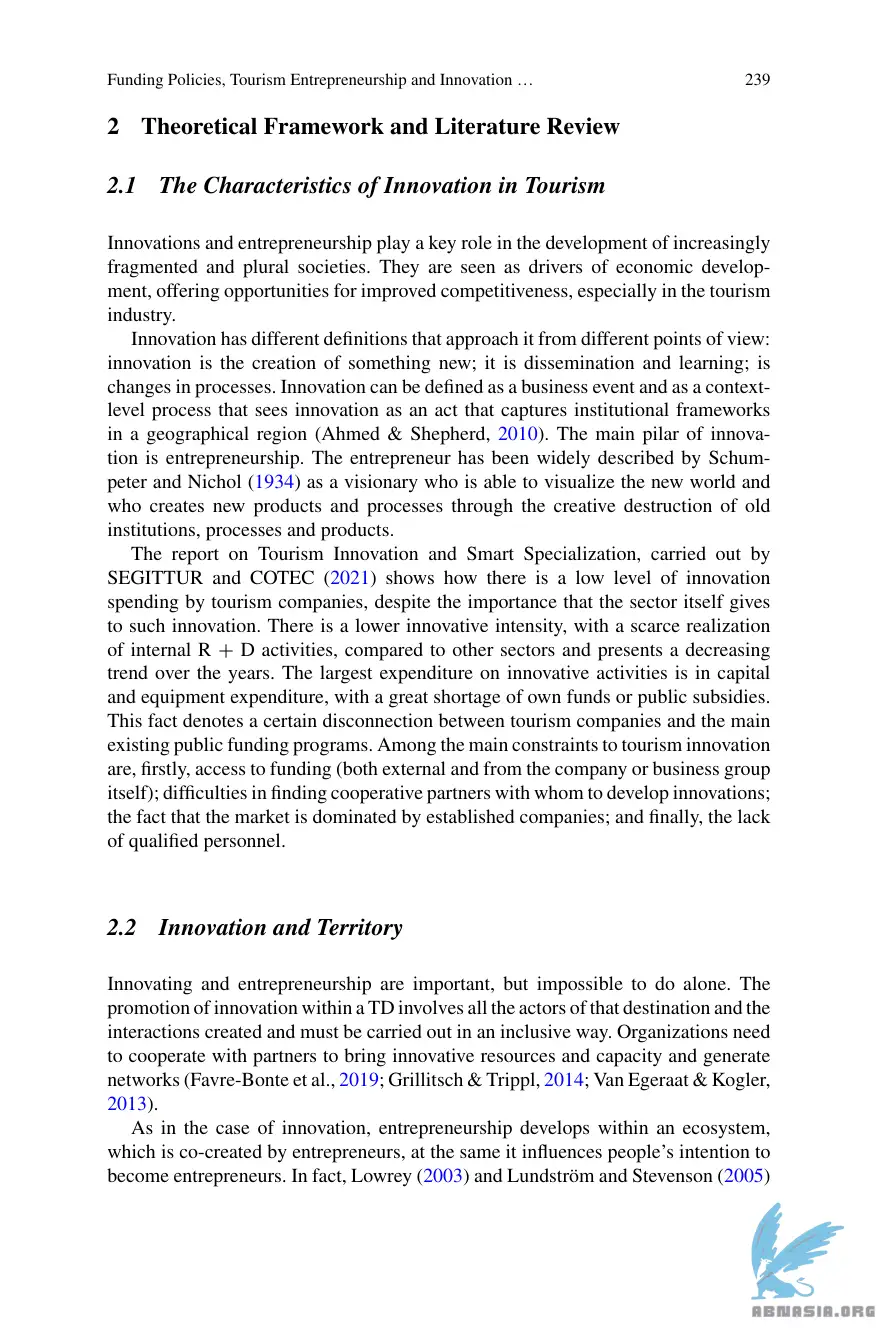 Funding Policies, Tourism Entrepreneurship and Innovation … 239
2 Theoretical Framework and Literature Review
2.1 The Characteristics of Innovation in Tourism
Innovations and entrepreneurship play a key role in the development of increasingly
fragmented and plural societies. They are seen as drivers of economic develop-
ment, offering opportunities for improved competitiveness, especially in the tourism
industry.
Innovation has different definitions that approach it from different points of view:
innovation is the creation of something new; it is dissemination and learning; is
changes in processes. Innovation can be defined as a business event and as a context-
level process that sees innovation as an act that captures institutional frameworks
in a geographical region (Ahmed & Shepherd, 2010). The main pilar of innova-
tion is entrepreneurship. The entrepreneur has been widely described by Schum-
peter and Nichol (1934) as a visionary who is able to visualize the new world and
who creates new products and processes through the creative destruction of old
institutions, processes and products.
The report on Tourism Innovation and Smart Specialization, carried out by
SEGITTUR and COTEC (2021) shows how there is a low level of innovation
spending by tourism companies, despite the importance that the sector itself gives
to such innovation. There is a lower innovative intensity, with a scarce realization
of internal R + D activities, compared to other sectors and presents a decreasing
trend over the years. The largest expenditure on innovative activities is in capital
and equipment expenditure, with a great shortage of own funds or public subsidies.
This fact denotes a certain disconnection between tourism companies and the main
existing public funding programs. Among the main constraints to tourism innovation
are, firstly, access to funding (both external and from the company or business group
itself); difficulties in finding cooperative partners with whom to develop innovations;
the fact that the market is dominated by established companies; and finally, the lack
of qualified personnel.
2.2 Innovation and Territory
Innovating and entrepreneurship are important, but impossible to do alone. The
promotion of innovation within a TD involves all the actors of that destination and the
interactions created and must be carried out in an inclusive way. Organizations need
to cooperate with partners to bring innovative resources and capacity and generate
networks (Favre-Bonte et al., 2019; Grillitsch & Trippl, 2014; Van Egeraat & Kogler,
2013).
As in the case of innovation, entrepreneurship develops within an ecosystem,
which is co-created by entrepreneurs, at the same it influences people's intention to
become entrepreneurs. In fact, Lowrey (2003) and Lundström and Stevenson (2005)
ABNASIA.ORG